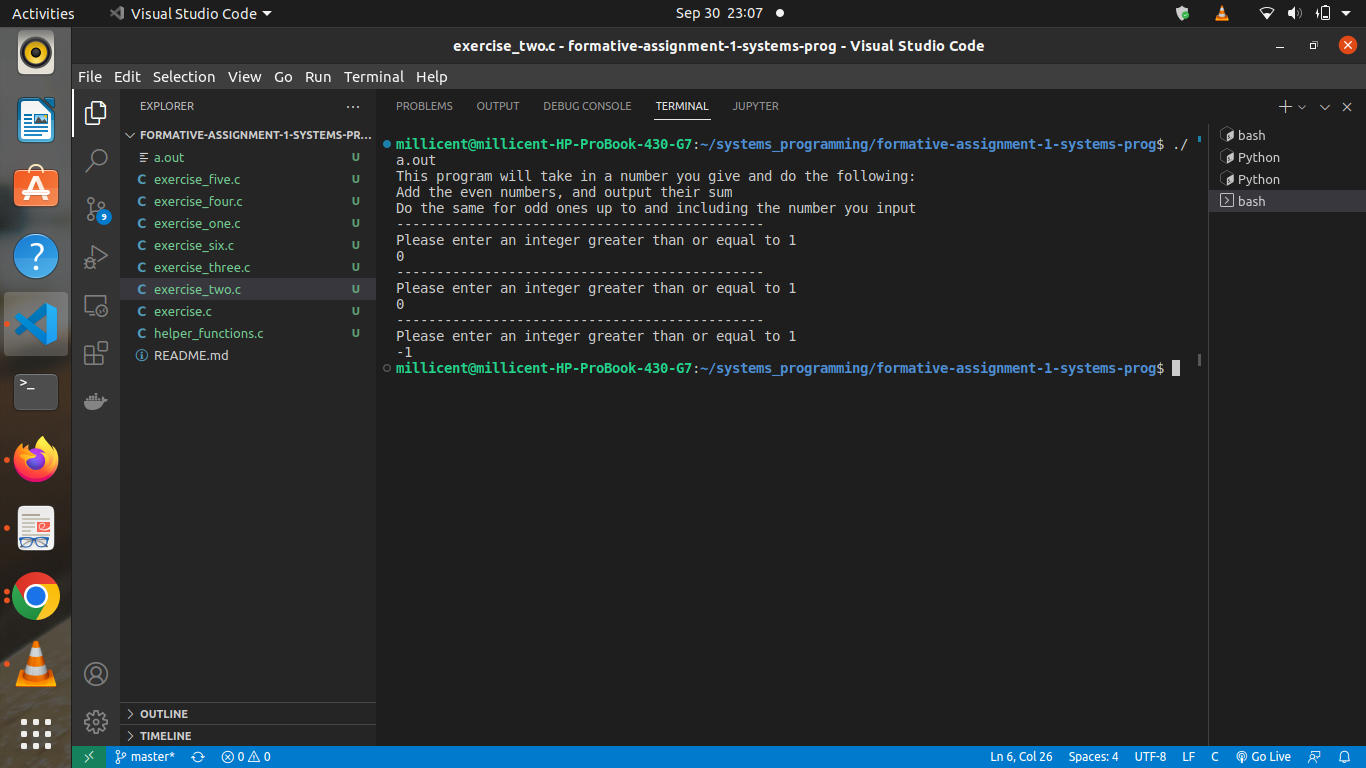 Activities
Visual Studio Code
Sep 30 23:07
exercise_two.c - formative-assignment-1-systems-prog - Visual Studio Code
File Edit Selection View Go Run Terminal Help
EXPLORER
FORMATIVE-ASSIGNMENT-1-SYSTEMS-PR...
a.out U
C exercise_five.c U
C exercise_four.c U
C exercise_one.c U
C exercise_six.c U
C exercise_three.c U
C exercise_two.c U
C exercise.c U
C helper_functions.c U
README.md
OUTLINE
TIMELINE
9
PROBLEMS OUTPUT DEBUG CONSOLE TERMINAL JUPYTER
millicent@millicent-HP-ProBook-430-G7:~/systems_programming/formative-assignment-1-systems-prog$ ./
a.out
This program will take in a number you give and do the following:
Add the even numbers, and output their sum
Do the same for odd ones up to and including the number you input
----------------------------------------------
Please enter an integer greater than or equal to 1
0
----------------------------------------------
Please enter an integer greater than or equal to 1
0
----------------------------------------------
Please enter an integer greater than or equal to 1
-1
millicent@millicent-HP-ProBook-430-G7:~/systems_programming/formative-assignment-1-systems-prog$
bash
Python
Python
bash
master* 0 0 Ln 6, Col 26 Spaces: 4 UTF-8 LF C Go Live